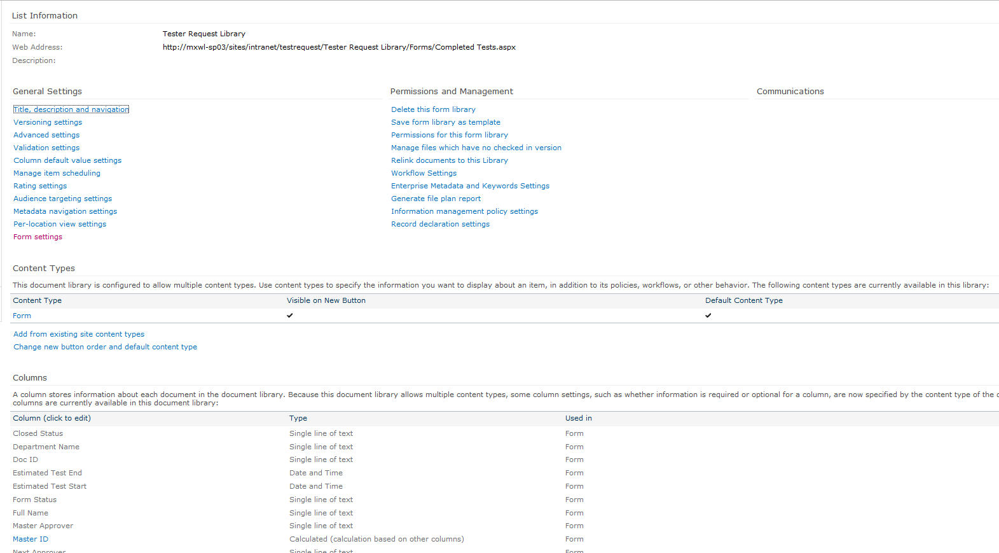 List Information
Name: Tester Request Library
Web Address: http://mxwl-sp03/sites/intranet/testrequest/Tester Request Library/Forms/Completed Tests.aspx
Description:
General Settings
Title, description and navigation
Versioning settings
Advanced settings
Validation settings
Column default value settings
Manage item scheduling
Rating settings
Audience targeting settings
Metadata navigation settings
Per-location view settings
Form settings
Permissions and Management
Delete this form library
Save form library as template
Permissions for this form library
Manage files which have no checked in version
Relink documents to this Library
Workflow Settings
Enterprise Metadata and Keywords Settings
Generate file plan report
Information management policy settings
Record declaration settings
Communications
Content Types
This document library is configured to allow multiple content types. Use content types to specify the information you want to display about an item, in addition to its policies, workflows, or other behavior. The following content types are currently available in this library:
Content Type Visible on New Button Default Content Type
Form ✔ ✔
Add from existing site content types
Change new button order and default content type
Columns
A column stores information about each document in the document library. Because this document library allows multiple content types, some column settings, such as whether information is required or optional for a column, are now specified by the content type of the
columns are currently available in this document library:
Column (click to edit) Type Used in
Closed Status Single line of text Form
Department Name Single line of text Form
Doc ID Single line of text Form
Estimated Test End Date and Time Form
Estimated Test Start Date and Time Form
Form Status Single line of text Form
Full Name Single line of text Form
Master Approver Single line of text Form
Master ID Calculated (calculation based on other columns) Form
Next Approver Single line of text Form